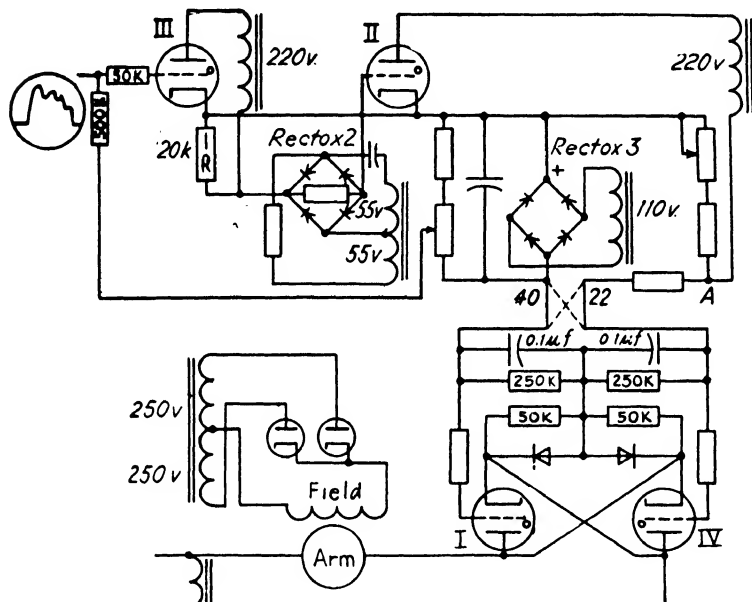 III
II
50K
220v.
220v.
500K
20k
R
Rectox 2
Rectox 3
+
55v
55v
110v.
40
22
A
0.1μf
0.1μf
250K
250K
50K
50K
250v
250v
Field
I
IV
Arm